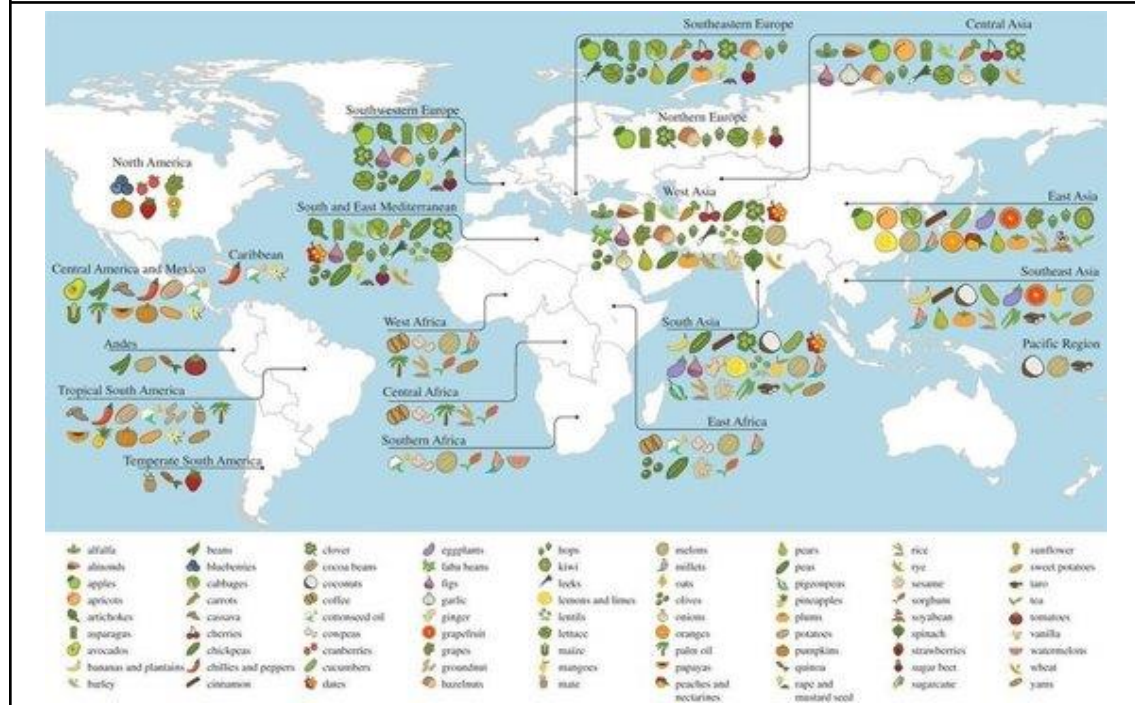 Southeastern Europe
Central Asia
Southwestern Europe
Northern Europe
North America
West Asia
East Asia
South and East Mediterranean
Caribbean
Central America and Mexico
Southeast Asia
West Africa
South Asia
Andes
Pacific Region
Tropical South America
Central Africa
East Africa
Southern Africa
Temperate South America
alfalfa
almonds
apples
apricots
artichokes
asparagus
avocados
bananas and plantains
barley
beans
blueberries
cabbages
carrots
cassava
cherries
chickpeas
chillies and peppers
cinnamon
clover
cocoa beans
coconuts
coffee
cottonseed oil
cowpeas
cranberries
cucumbers
dates
eggplants
faba beans
figs
garlic
ginger
grapefruit
grapes
groundnut
hazelnuts
hops
kiwi
leeks
lemons and limes
lentils
lettuce
maize
mangoes
mate
melons
millets
oats
olives
onions
oranges
palm oil
papayas
peaches and
nectarines
pears
peas
pigeonpeas
pineapples
plums
potatoes
pumpkins
quinoa
rape and
mustard seed
rice
rye
sesame
sorghum
soyabean
spinach
strawberries
sugar beet
sugarcane
sunflower
sweet potatoes
taro
tea
tomatoes
vanilla
watermelons
wheat
yams